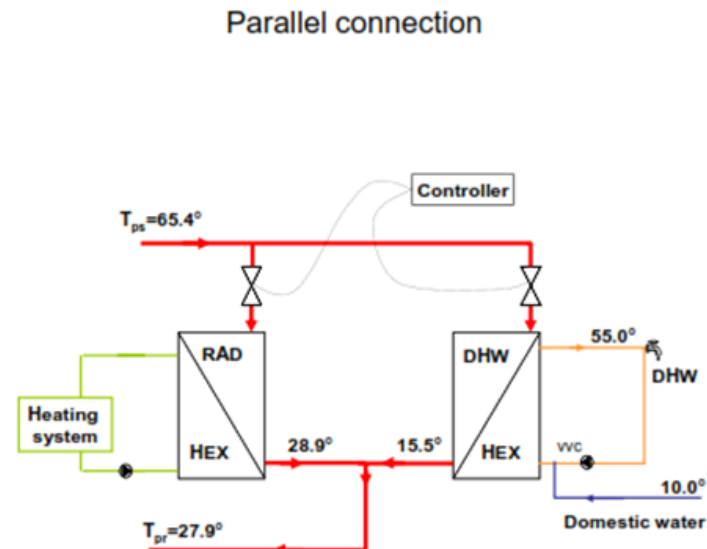 Parallel connection
Controller
Tps=65.4°
RAD
DHW
55.0°
DHW
Heating
system
HEX
28.9°
15.5°
HEX
VVC
10.0°
Domestic water
Tpr=27.9°